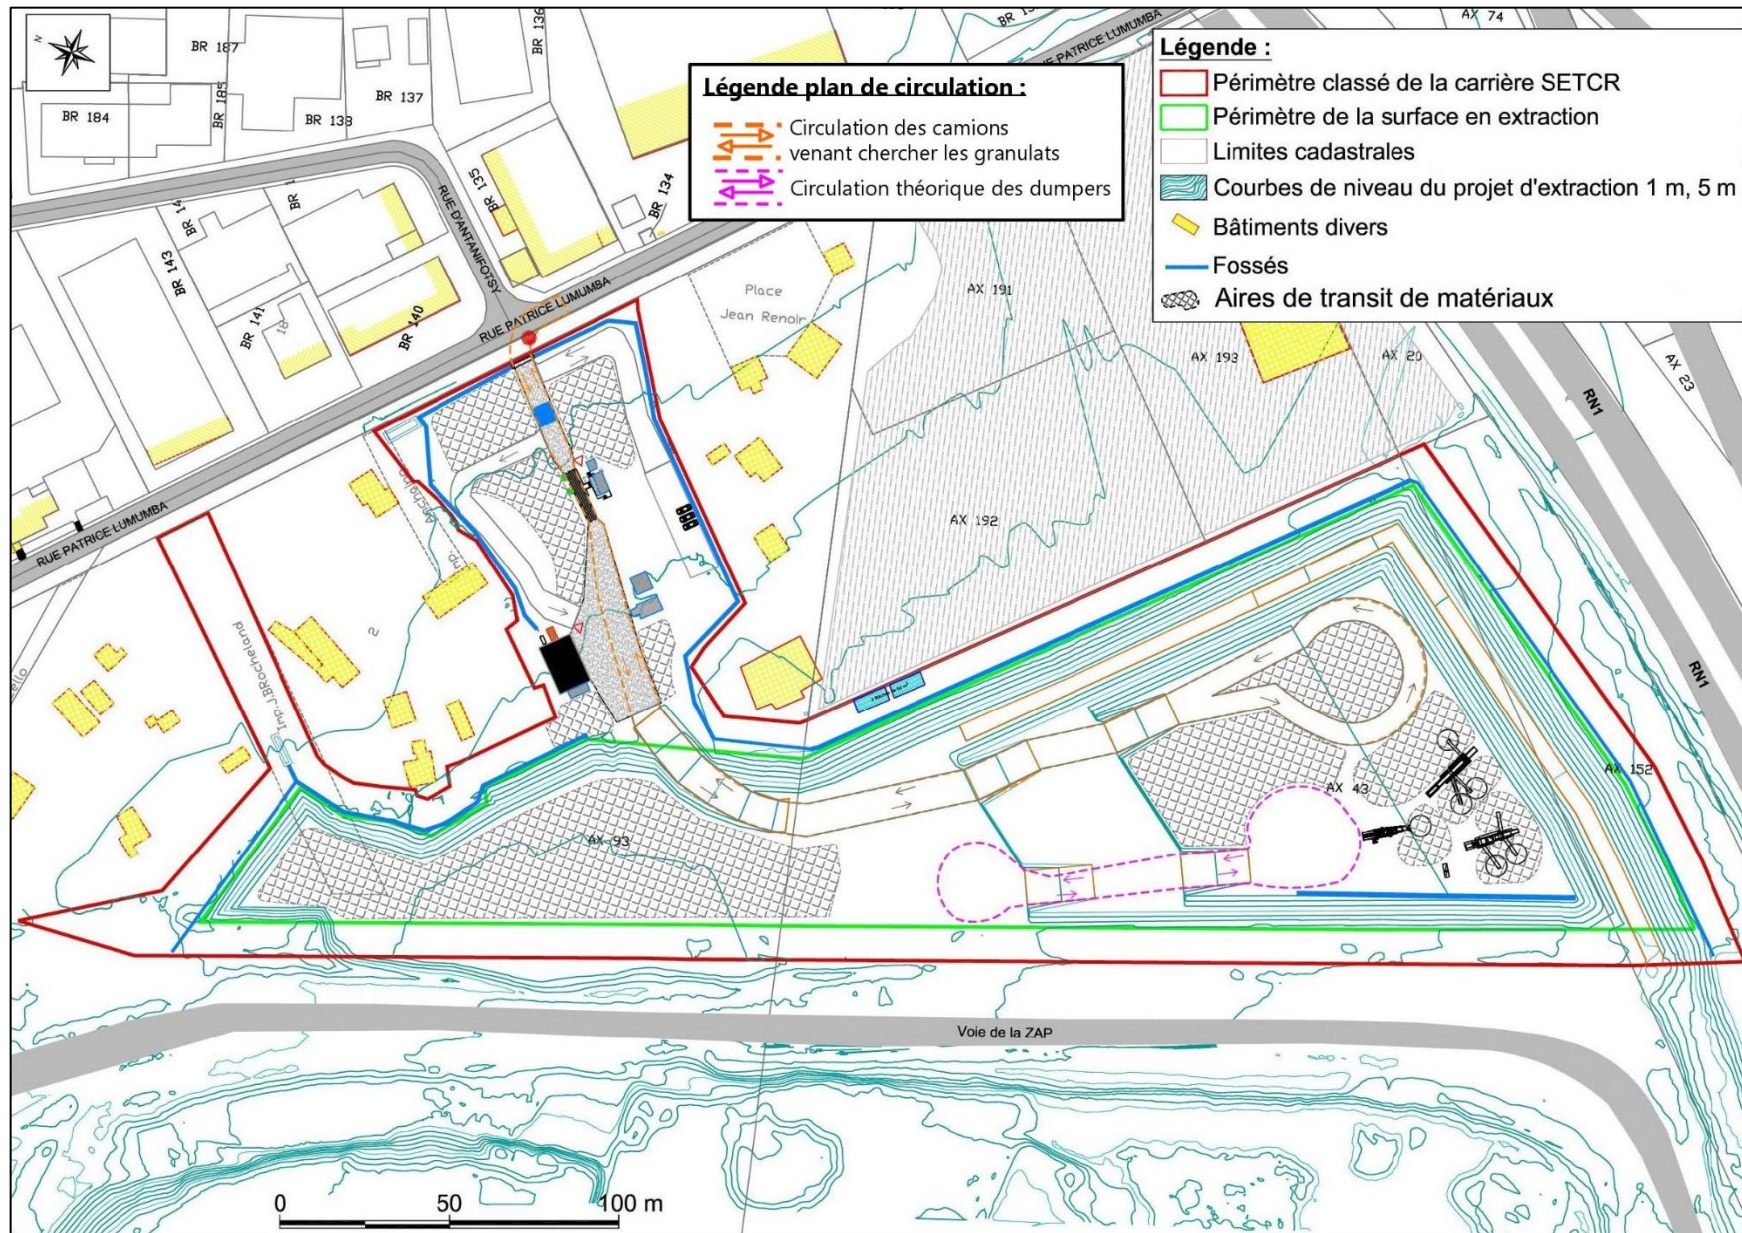 N
BR 187
BR 184
BR 185
BR 138
BR 137
BR 136
AX 74
RUE PATRICE LUMUMBA
Légende plan de circulation :
Circulation des camions
venant chercher les granulats
Circulation théorique des dumpers
Légende :
Périmètre classé de la carrière SETCR
Périmètre de la surface en extraction
Limites cadastrales
Courbes de niveau du projet d'extraction 1 m, 5 m
Bâtiments divers
Fossés
Aires de transit de matériaux
BR 135
BR 134
RUE D'ANTANIFOTSY
BR 143
BR 141
18
BR 140
RUE PATRICE LUMUMBA
Place
Jean Renoir
AX 191
AX 193
AX 20
AX 23
RN1
AX 192
RUE PATRICE LUMUMBA
Imp.
2
Imp.J.BRocheland
RN1
AX 152
AX 43
AX 93
Voie de la ZAP
0 50 100 m